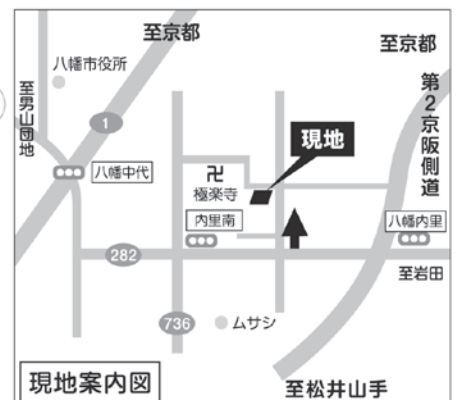 至京都
至京都
八幡市役所
至男山団地
第2京阪側道
1
現地
八幡中代
卍
極楽寺
内里南
八幡内里
282
至岩田
736
ムサシ
現地案内図
至松井山手